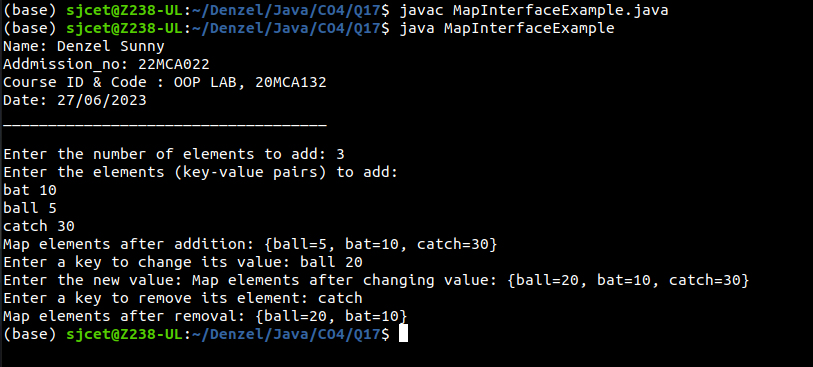 (base) sjcet@Z238-UL:~/Denzel/Java/CO4/Q17$ javac MapInterfaceExample.java
(base) sjcet@Z238-UL:~/Denzel/Java/CO4/Q17$ java MapInterfaceExample
Name: Denzel Sunny
Addmission_no: 22MCA022
Course ID & Code : OOP LAB, 20MCA132
Date: 27/06/2023
____________________________________
Enter the number of elements to add: 3
Enter the elements (key-value pairs) to add:
bat 10
ball 5
catch 30
Map elements after addition: {ball=5, bat=10, catch=30}
Enter a key to change its value: ball 20
Enter the new value: Map elements after changing value: {ball=20, bat=10, catch=30}
Enter a key to remove its element: catch
Map elements after removal: {ball=20, bat=10}
(base) sjcet@Z238-UL:~/Denzel/Java/CO4/Q17$